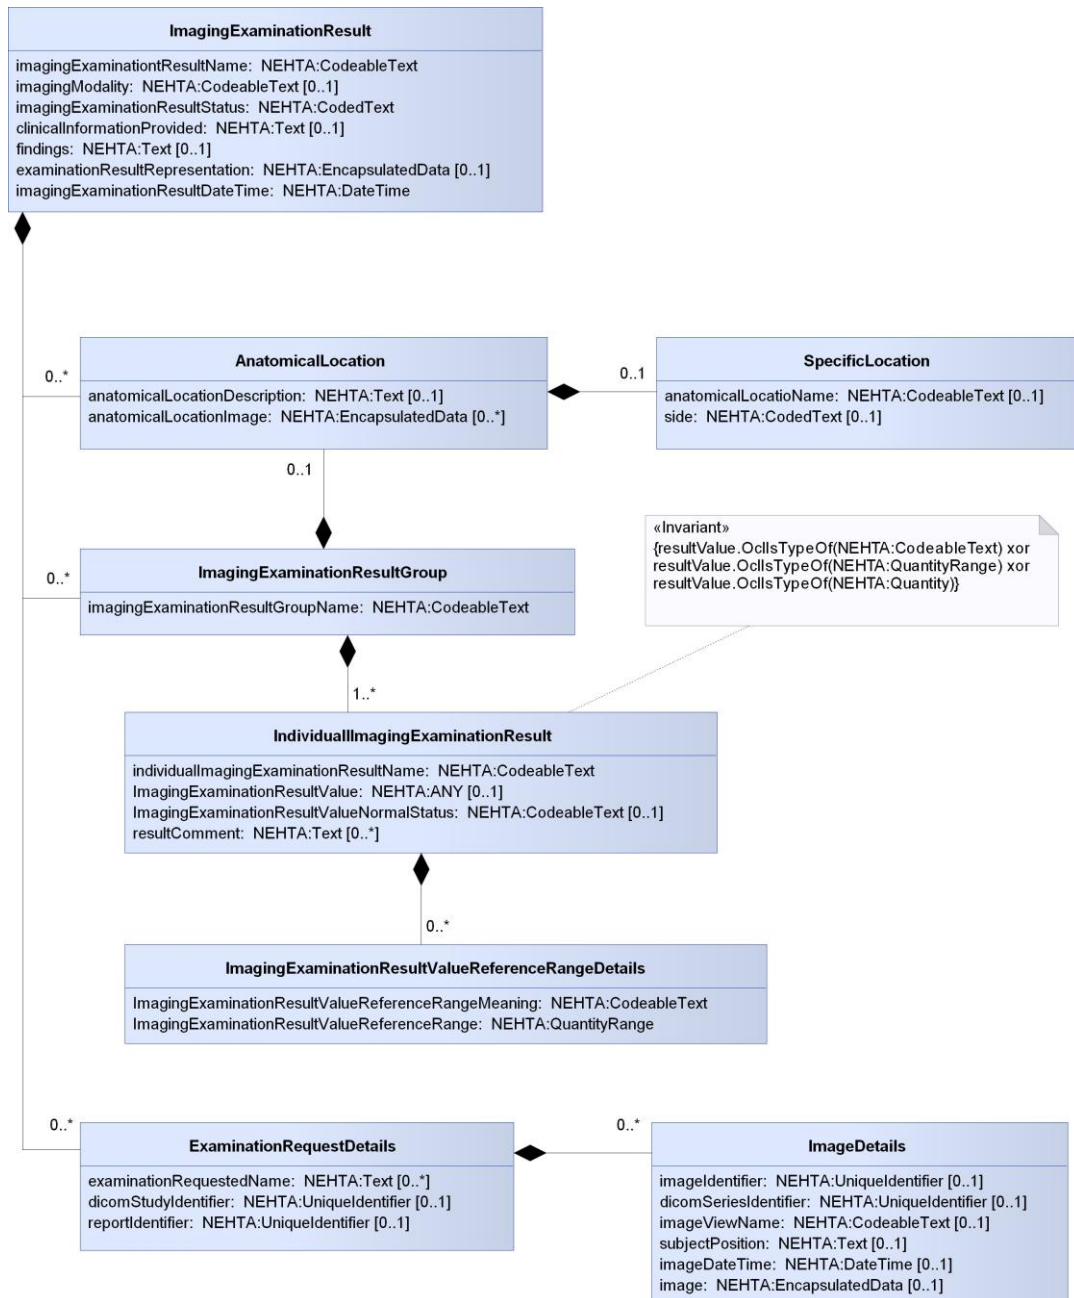 ImagingExaminationResult
imagingExaminationtResultName: NEHTA:CodeableText
imagingModality: NEHTA:CodeableText [0..1]
imagingExaminationResultStatus: NEHTA:CodedText
clinicalInformationProvided: NEHTA:Text [0..1]
findings: NEHTA:Text [0..1]
examinationResultRepresentation: NEHTA:EncapsulatedData [0..1]
imagingExaminationResultDateTime: NEHTA:DateTime
0..*
AnatomicalLocation
anatomicalLocationDescription: NEHTA:Text [0..1]
anatomicalLocationImage: NEHTA:EncapsulatedData [0..*]
0..1
SpecificLocation
anatomicalLocatioName: NEHTA:CodeableText [0..1]
side: NEHTA:CodedText [0..1]
0..1
«Invariant»
{resultValue.OclIsTypeOf(NEHTA:CodeableText) xor
resultValue.OclIsTypeOf(NEHTA:QuantityRange) xor
resultValue.OclIsTypeOf(NEHTA:Quantity)}
0..*
ImagingExaminationResultGroup
imagingExaminationResultGroupName: NEHTA:CodeableText
1..*
IndividualIImagingExaminationResult
individualImagingExaminationResultName: NEHTA:CodeableText
ImagingExaminationResultValue: NEHTA:ANY [0..1]
ImagingExaminationResultValueNormalStatus: NEHTA:CodeableText [0..1]
resultComment: NEHTA:Text [0..*]
0..*
ImagingExaminationResultValueReferenceRangeDetails
ImagingExaminationResultValueReferenceRangeMeaning: NEHTA:CodeableText
ImagingExaminationResultValueReferenceRange: NEHTA:QuantityRange
0..*
ExaminationRequestDetails
examinationRequestedName: NEHTA:Text [0..*]
dicomStudyIdentifier: NEHTA:UniqueIdentifier [0..1]
reportIdentifier: NEHTA:UniqueIdentifier [0..1]
0..*
ImageDetails
imageIdentifier: NEHTA:UniqueIdentifier [0..1]
dicomSeriesIdentifier: NEHTA:UniqueIdentifier [0..1]
imageViewName: NEHTA:CodeableText [0..1]
subjectPosition: NEHTA:Text [0..1]
imageDateTime: NEHTA:DateTime [0..1]
image: NEHTA:EncapsulatedData [0..1]